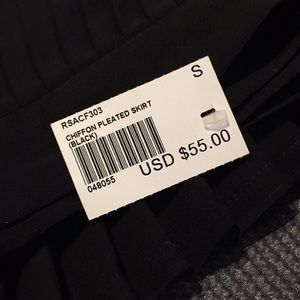 RSACF303
S
CHIFFON PLEATED SKIRT
(BLACK)
048055
USD $55.00